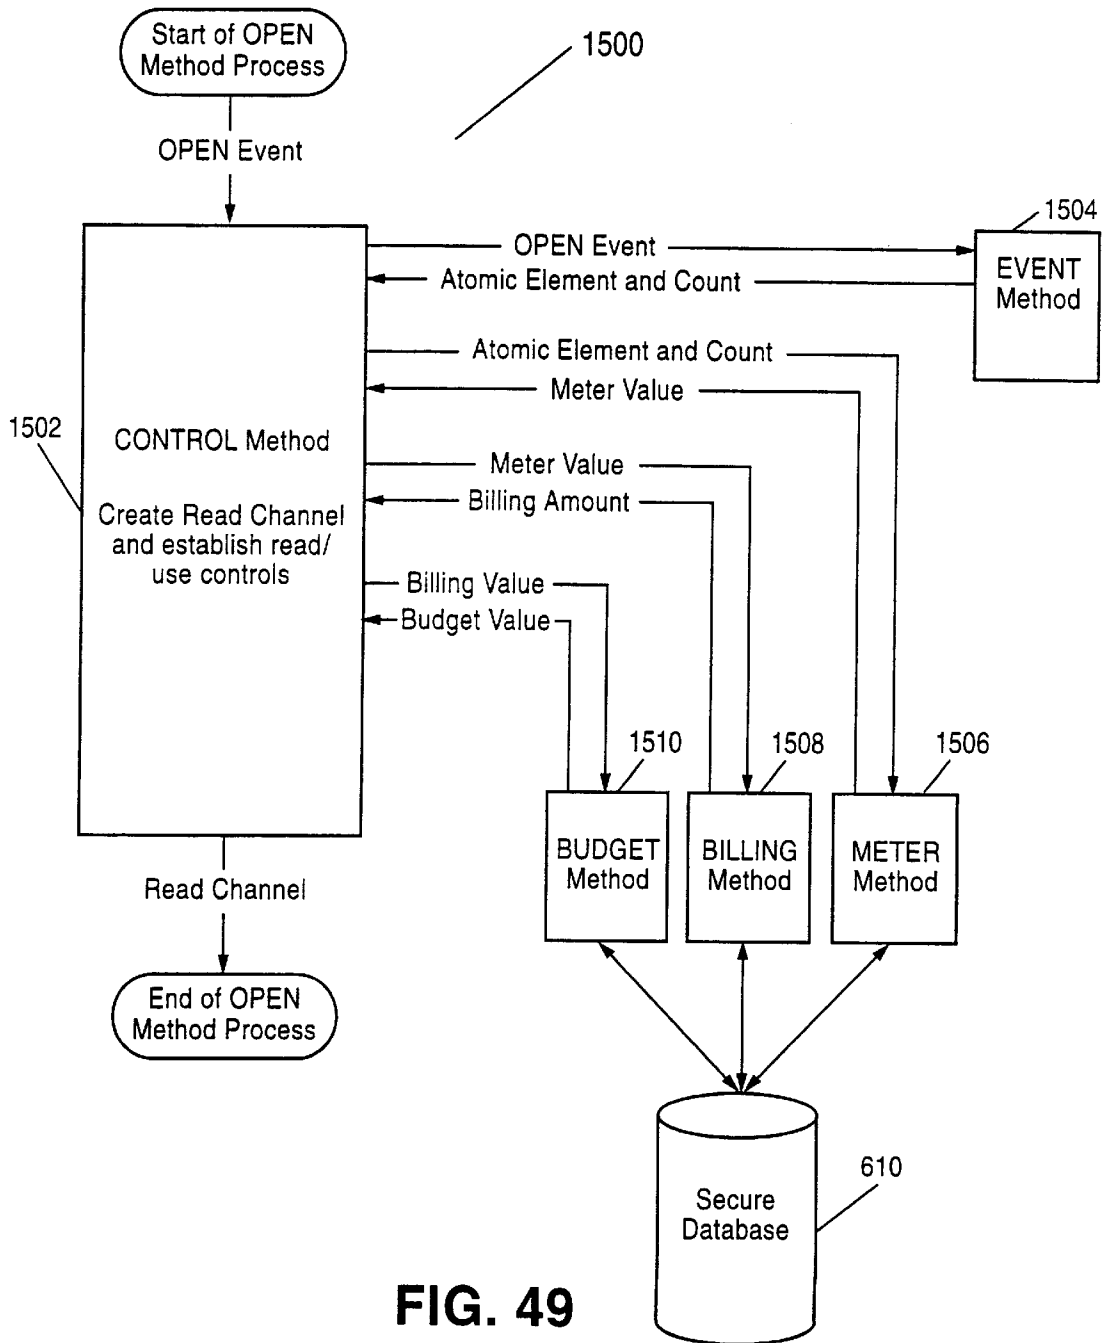 Start of OPEN
Method Process
1500
OPEN Event
1504
OPEN Event
Atomic Element and Count
EVENT
Method
Atomic Element and Count
Meter Value
1502
CONTROL Method
Create Read Channel
and establish read/
use controls
Meter Value
Billing Amount
Billing Value
Budget Value
1510
1508
1506
BUDGET
Method
BILLING
Method
METER
Method
Read Channel
End of OPEN
Method Process
610
Secure
Database
FIG. 49